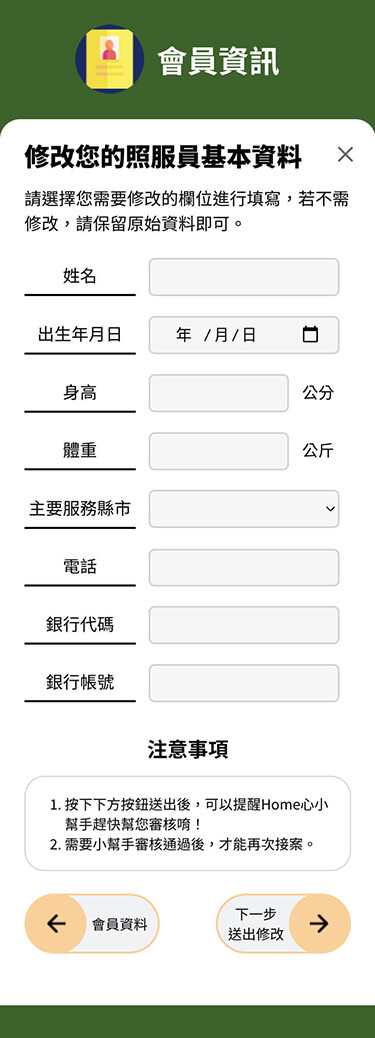 會員資訊
修改您的照服員基本資料
請選擇您需要修改的欄位進行填寫，若不需
修改，請保留原始資料即可。
姓名
出生年月日 年 /月/日
身高 公分
體重 公斤
主要服務縣市
電話
銀行代碼
銀行帳號
注意事項
1. 按下下方按鈕送出後，可以提醒Home心小
幫手趕快幫您審核唷！
2. 需要小幫手審核通過後，才能再次接案。
會員資料
下一步
送出修改